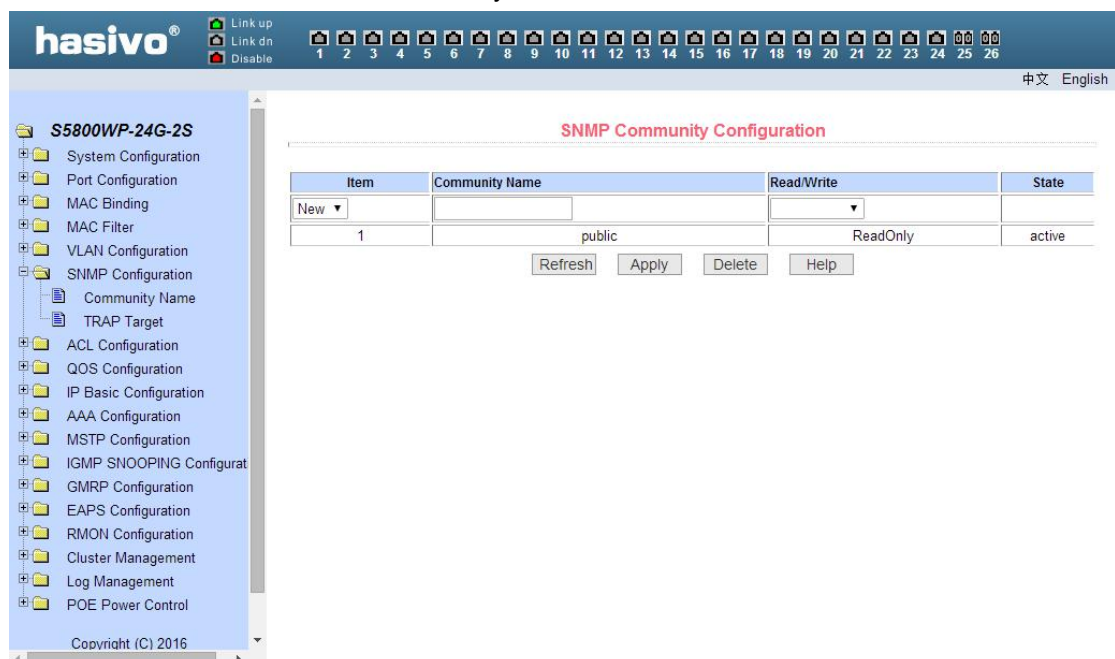 hasivo®
Link up
Link dn
Disable
1 2 3 4 5 6 7 8 9 10 11 12 13 14 15 16 17 18 19 20 21 22 23 24 25 26
中文 English
S5800WP-24G-2S
System Configuration
Port Configuration
MAC Binding
MAC Filter
VLAN Configuration
SNMP Configuration
Community Name
TRAP Target
ACL Configuration
QOS Configuration
IP Basic Configuration
AAA Configuration
MSTP Configuration
IGMP SNOOPING Configurat
GMRP Configuration
EAPS Configuration
RMON Configuration
Cluster Management
Log Management
POE Power Control
Copyright (C) 2016
SNMP Community Configuration
Item Community Name Read/Write State
New
1 public ReadOnly active
Refresh Apply Delete Help